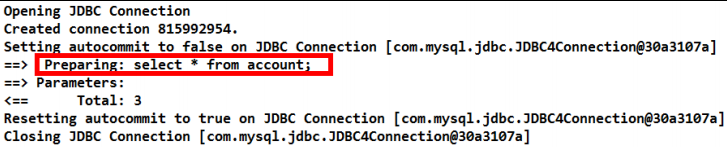 Opening JDBC Connection
Created connection 815992954.
Setting autocommit to false on JDBC Connection [com.mysql.jdbc.JDBC4Connection@30a3107a]
==>  Preparing: select * from account;
==> Parameters:
<==      Total: 3
Resetting autocommit to true on JDBC Connection [com.mysql.jdbc.JDBC4Connection@30a3107a]
Closing JDBC Connection [com.mysql.jdbc.JDBC4Connection@30a3107a]